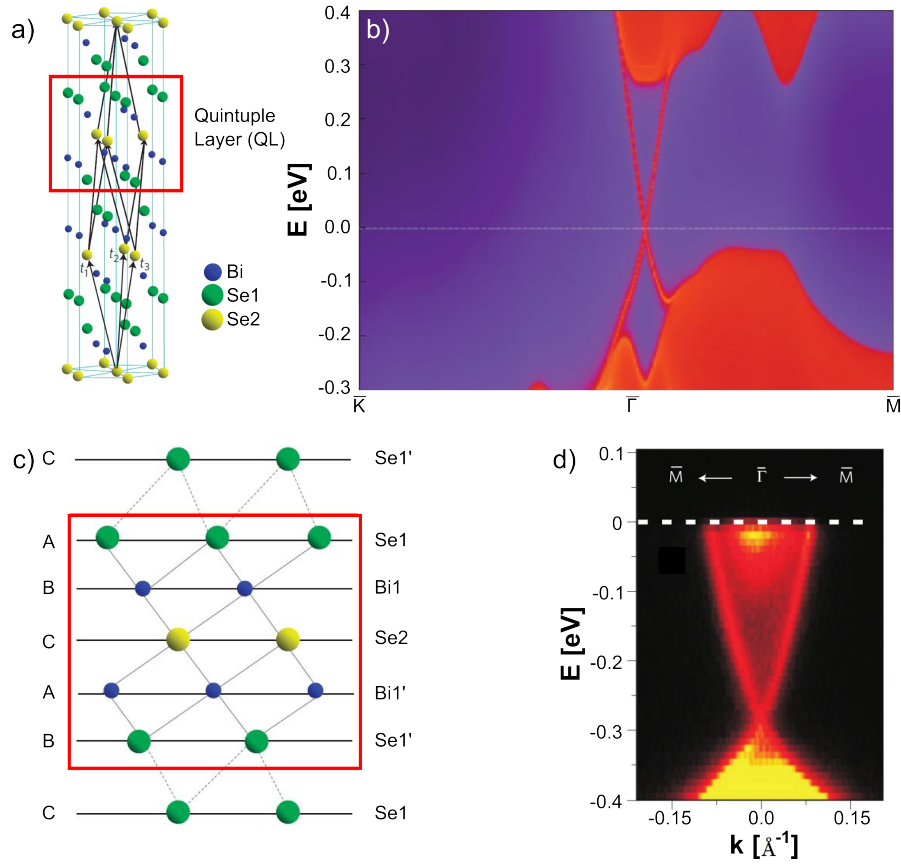 a)
Quintuple
Layer (QL)
t1
t2
t3
Bi
Se1
Se2
b)
E [eV]
0.4
0.3
0.2
0.1
0.0
-0.1
-0.2
-0.3
K̅
Γ̅
M̅
c)
C Se1'
A Se1
B Bi1
C Se2
A Bi1'
B Se1'
C Se1
d)
M̅ ← Γ̅ → M̅
E [eV]
0.1
0
-0.1
-0.2
-0.3
-0.4
-0.15 0.0 0.15
k [Å-1]